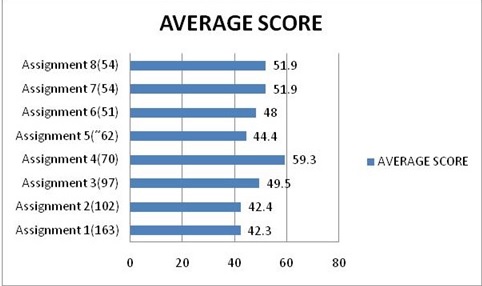 AVERAGE SCORE
Assignment 8(54) 51.9
Assignment 7(54) 51.9
Assignment 6(51) 48
Assignment 5(~62) 44.4
Assignment 4(70) 59.3
Assignment 3(97) 49.5
Assignment 2(102) 42.4
Assignment 1(163) 42.3
0 20 40 60 80
AVERAGE SCORE